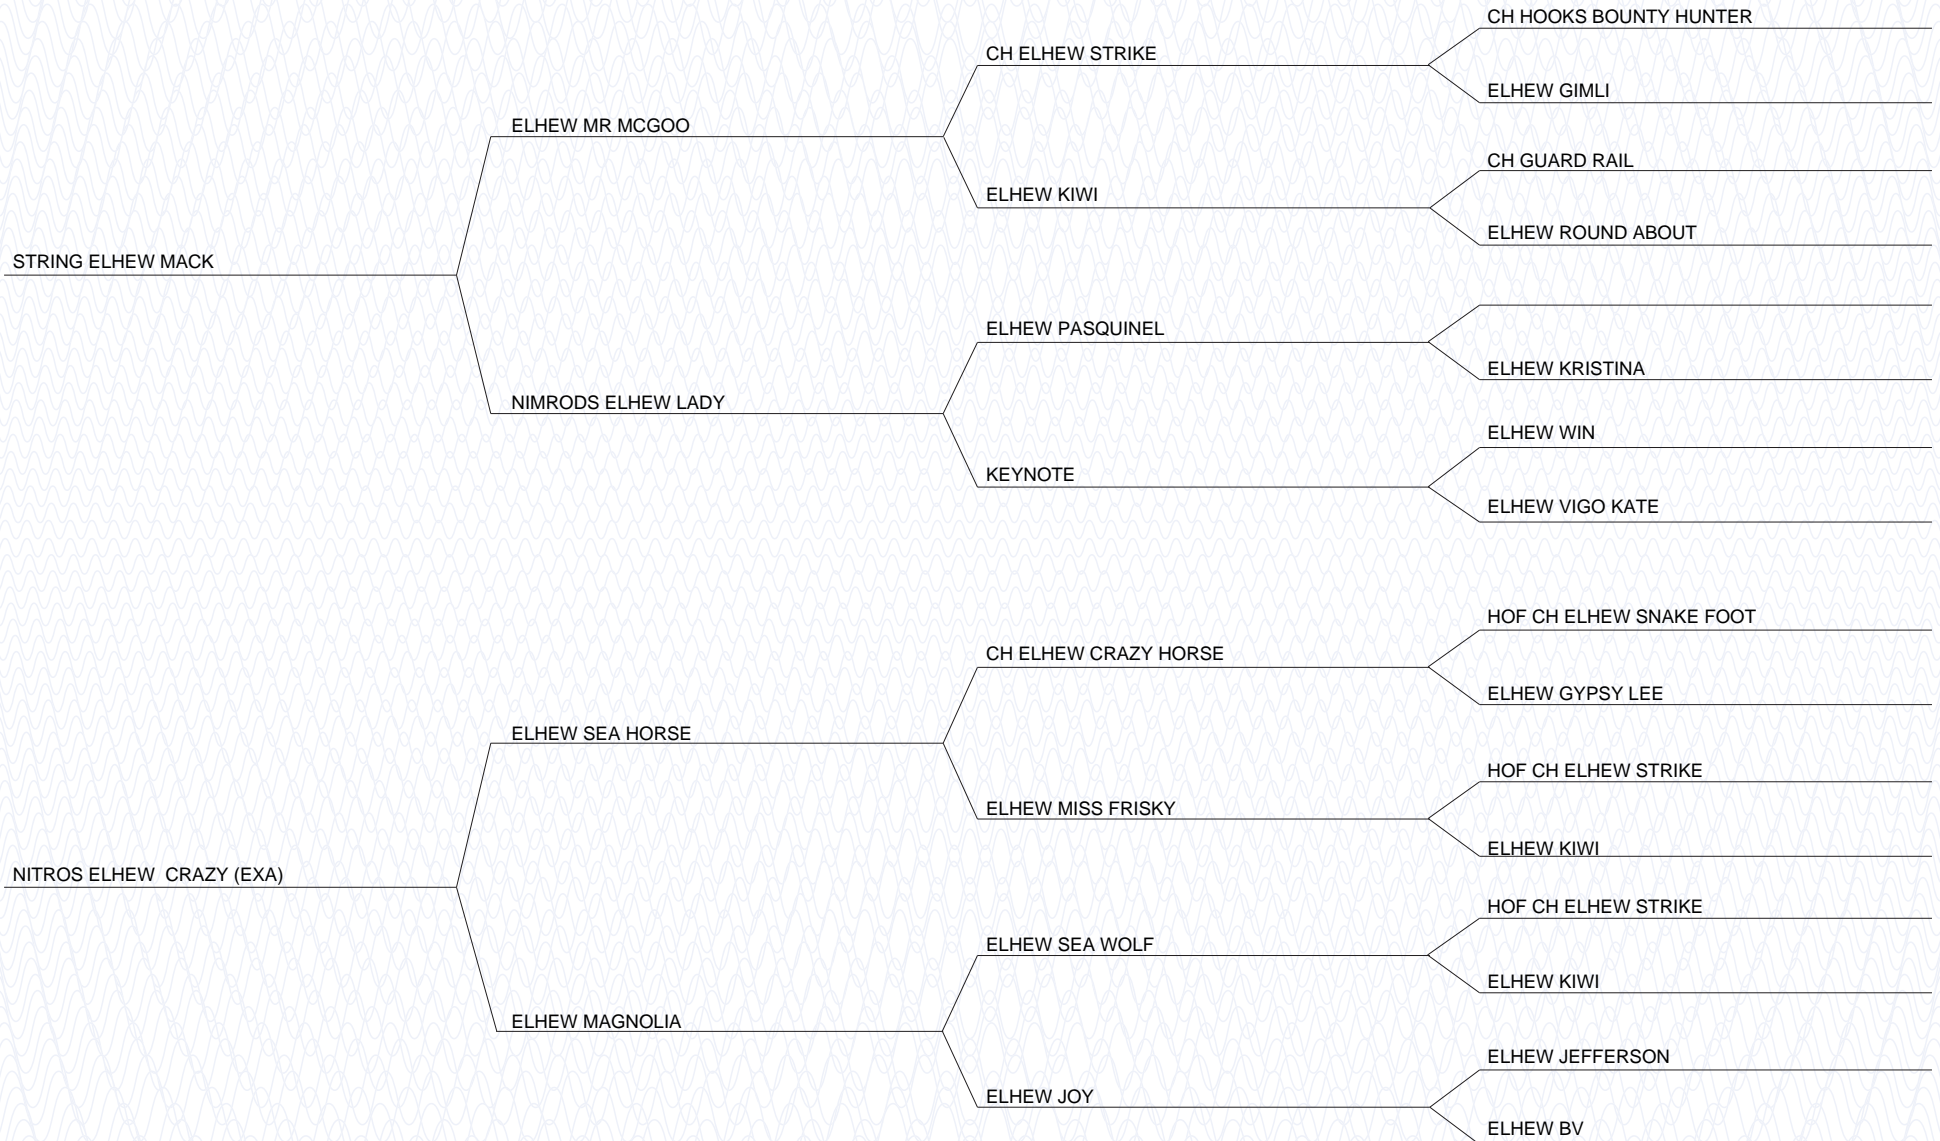 CH HOOKS BOUNTY HUNTER
CH ELHEW STRIKE
ELHEW GIMLI
ELHEW MR MCGOO
CH GUARD RAIL
ELHEW KIWI
ELHEW ROUND ABOUT
STRING ELHEW MACK
ELHEW PASQUINEL
ELHEW KRISTINA
NIMRODS ELHEW LADY
ELHEW WIN
KEYNOTE
ELHEW VIGO KATE
HOF CH ELHEW SNAKE FOOT
CH ELHEW CRAZY HORSE
ELHEW GYPSY LEE
ELHEW SEA HORSE
HOF CH ELHEW STRIKE
ELHEW MISS FRISKY
ELHEW KIWI
NITROS ELHEW  CRAZY (EXA)
HOF CH ELHEW STRIKE
ELHEW SEA WOLF
ELHEW KIWI
ELHEW MAGNOLIA
ELHEW JEFFERSON
ELHEW JOY
ELHEW BV